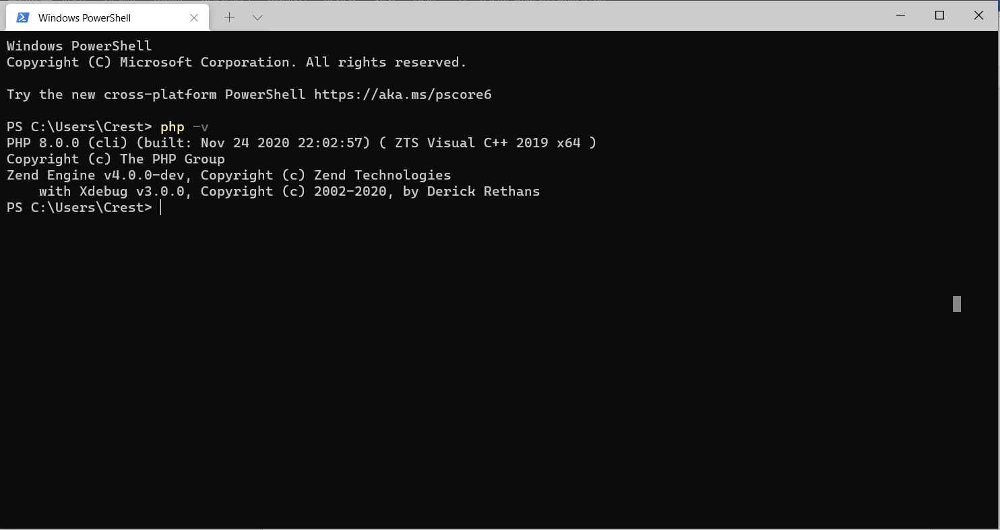 Windows PowerShell
Windows PowerShell
Copyright (C) Microsoft Corporation. All rights reserved.
Try the new cross-platform PowerShell https://aka.ms/pscore6
PS C:\Users\Crest> php -v
PHP 8.0.0 (cli) (built: Nov 24 2020 22:02:57) ( ZTS Visual C++ 2019 x64 )
Copyright (c) The PHP Group
Zend Engine v4.0.0-dev, Copyright (c) Zend Technologies
    with Xdebug v3.0.0, Copyright (c) 2002-2020, by Derick Rethans
PS C:\Users\Crest>